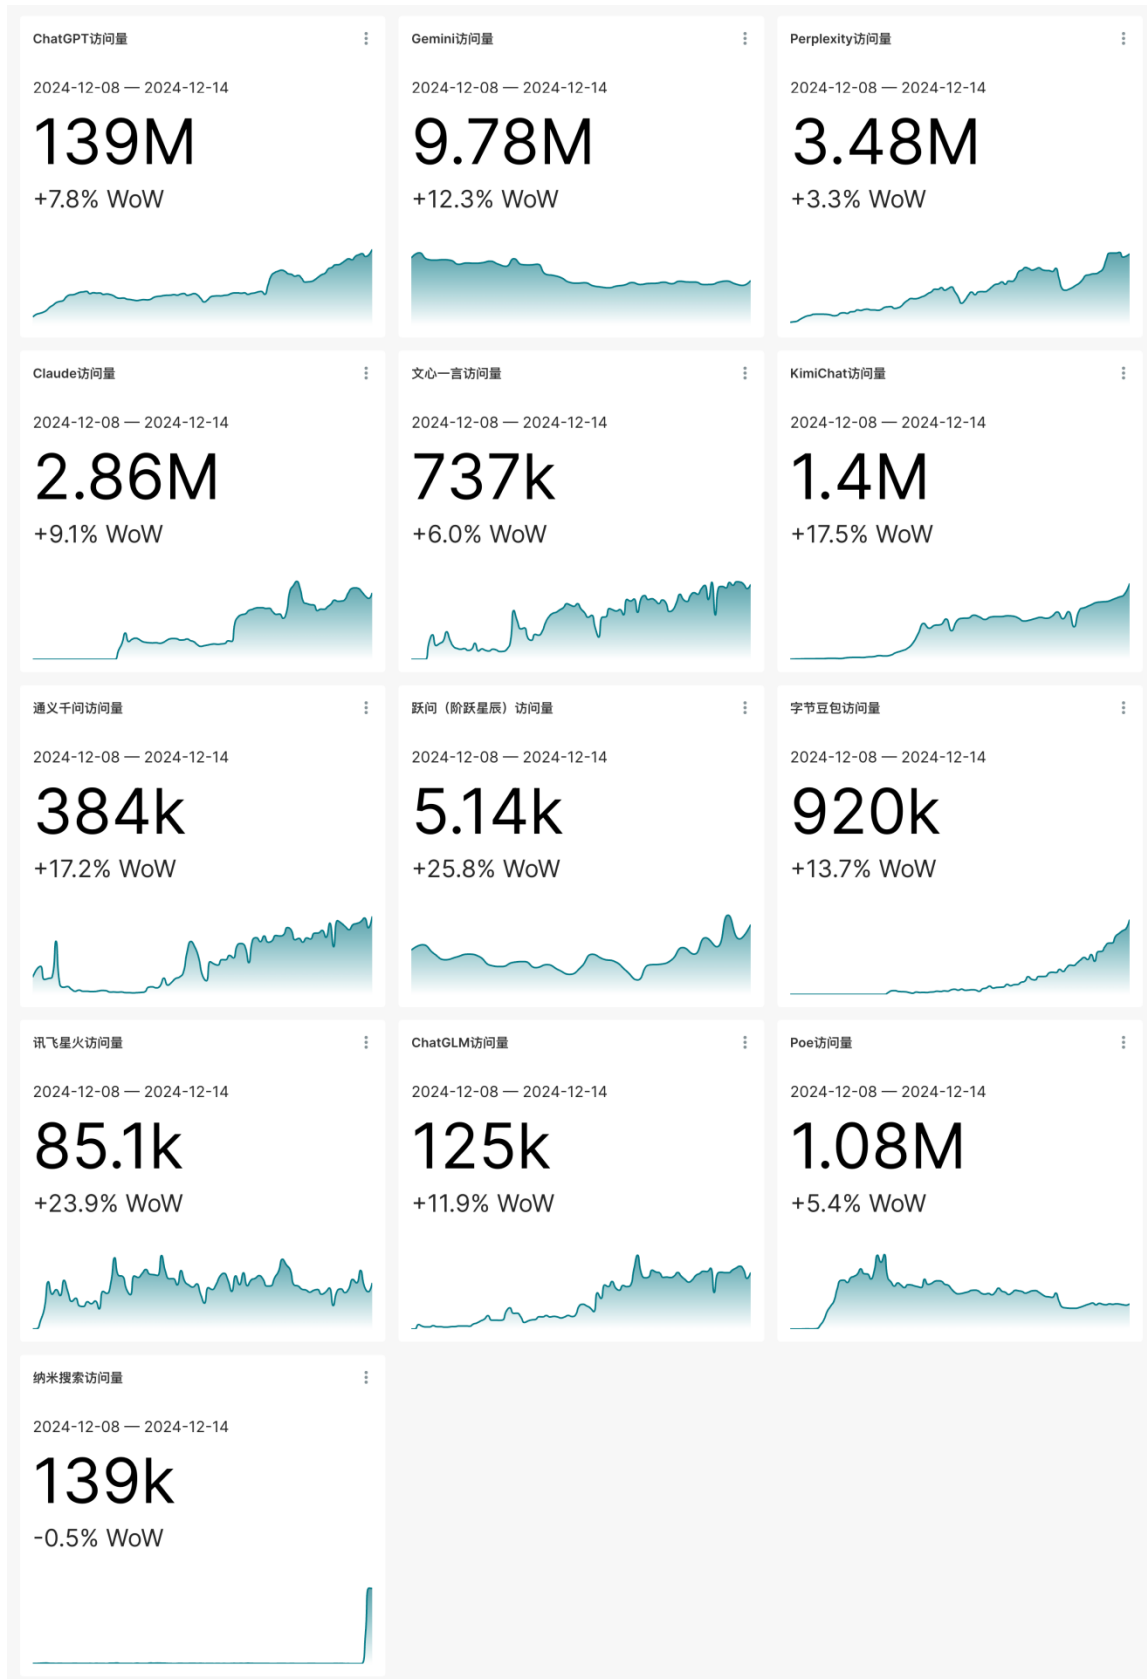 ChatGPT访问量
2024-12-08 — 2024-12-14
139M
+7.8% WoW
Gemini访问量
2024-12-08 — 2024-12-14
9.78M
+12.3% WoW
Perplexity访问量
2024-12-08 — 2024-12-14
3.48M
+3.3% WoW
Claude访问量
2024-12-08 — 2024-12-14
2.86M
+9.1% WoW
文心一言访问量
2024-12-08 — 2024-12-14
737k
+6.0% WoW
KimiChat访问量
2024-12-08 — 2024-12-14
1.4M
+17.5% WoW
通义千问访问量
2024-12-08 — 2024-12-14
384k
+17.2% WoW
跃问（阶跃星辰）访问量
2024-12-08 — 2024-12-14
5.14k
+25.8% WoW
字节豆包访问量
2024-12-08 — 2024-12-14
920k
+13.7% WoW
讯飞星火访问量
2024-12-08 — 2024-12-14
85.1k
+23.9% WoW
ChatGLM访问量
2024-12-08 — 2024-12-14
125k
+11.9% WoW
Poe访问量
2024-12-08 — 2024-12-14
1.08M
+5.4% WoW
纳米搜索访问量
2024-12-08 — 2024-12-14
139k
-0.5% WoW